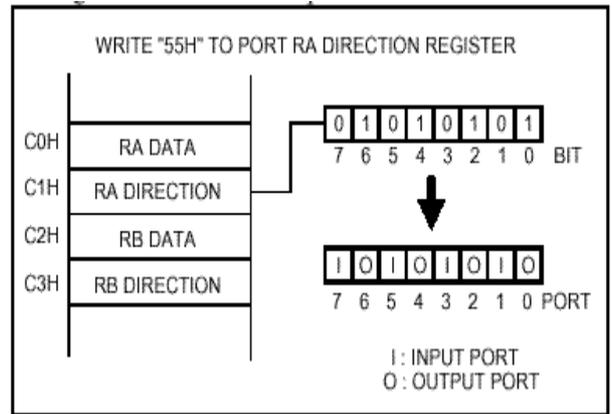 WRITE "55H" TO PORT RA DIRECTION REGISTER
C0H RA DATA
C1H RA DIRECTION
C2H RB DATA
C3H RB DIRECTION
0 1 0 1 0 1 0 1
7 6 5 4 3 2 1 0 BIT
I O I O I O I O
7 6 5 4 3 2 1 0 PORT
I : INPUT PORT
O : OUTPUT PORT